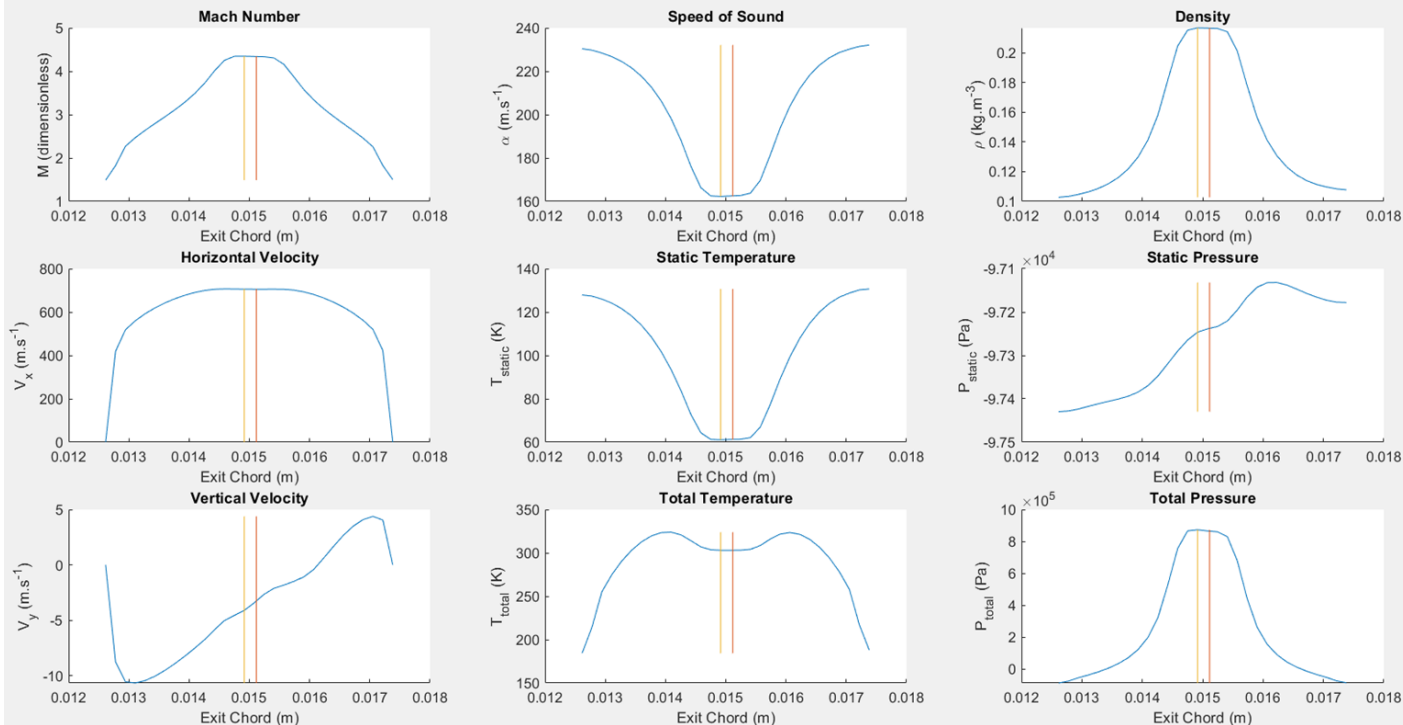 Mach Number
M (dimensionless)
5
4
3
2
1
0.012 0.013 0.014 0.015 0.016 0.017 0.018
Exit Chord (m)
Speed of Sound
α (m.s⁻¹)
240
220
200
180
160
0.012 0.013 0.014 0.015 0.016 0.017 0.018
Exit Chord (m)
Density
ρ (kg.m⁻³)
0.2
0.18
0.16
0.14
0.12
0.1
0.012 0.013 0.014 0.015 0.016 0.017 0.018
Exit Chord (m)
Horizontal Velocity
V_x (m.s⁻¹)
800
600
400
200
0
0.012 0.013 0.014 0.015 0.016 0.017 0.018
Exit Chord (m)
Static Temperature
T_static (K)
140
120
100
80
60
0.012 0.013 0.014 0.015 0.016 0.017 0.018
Exit Chord (m)
Static Pressure
×10⁴
P_static (Pa)
-9.71
-9.72
-9.73
-9.74
-9.75
0.012 0.013 0.014 0.015 0.016 0.017 0.018
Exit Chord (m)
Vertical Velocity
V_y (m.s⁻¹)
5
0
-5
-10
0.012 0.013 0.014 0.015 0.016 0.017 0.018
Exit Chord (m)
Total Temperature
T_total (K)
350
300
250
200
150
0.012 0.013 0.014 0.015 0.016 0.017 0.018
Exit Chord (m)
Total Pressure
×10⁵
P_total (Pa)
10
8
6
4
2
0
0.012 0.013 0.014 0.015 0.016 0.017 0.018
Exit Chord (m)